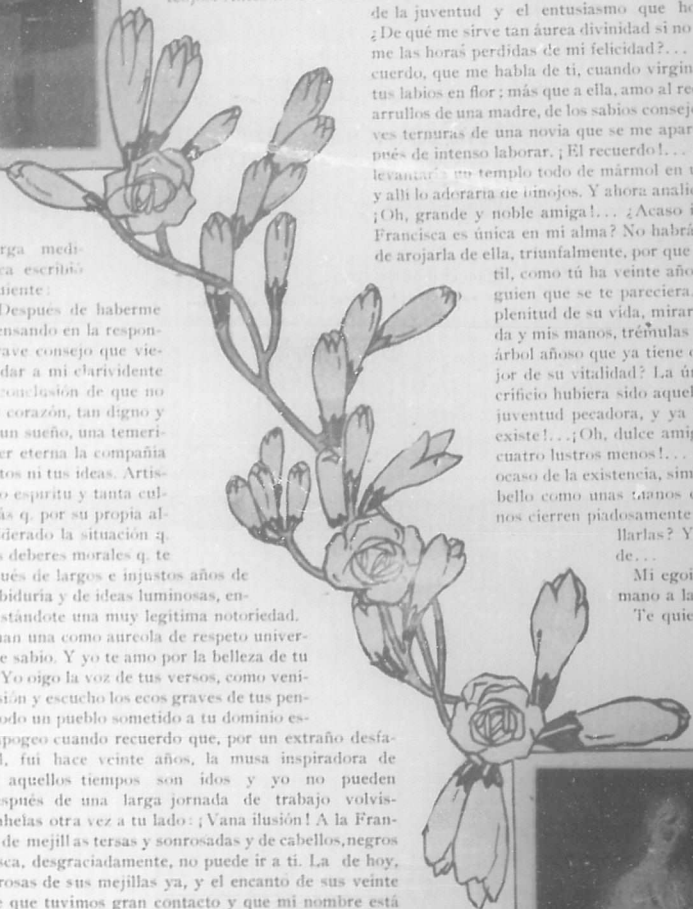 rga medi-
ra escribió
uiente:
Después de haberme
ensando en la respon-
rave consejo que vie-
dar a mi clarividente
conclusión de que no
corazón, tan digno y
un sueño, una temeri-
er eterna la compañía
tos ni tus ideas. Artis-
o espíritu y tanta cul-
ás q. por su propia al-
derado la situación q.
s deberes morales q. te
ués de largos e injustos años de
biduria y de ideas luminosas, en-
stándote una muy legitima notoriedad.
nan una como aureola de respeto univer-
e sabio. Y yo te amo por la belleza de tu
Yo oigo la voz de tus versos, como veni-
sión y escucho los ecos graves de tus pen-
odo un pueblo sometido a tu dominio es-
pogeo cuando recuerdo que, por un extraño desfa-
l, fui hace veinte años, la musa inspiradora de
aquellos tiempos son idos y yo no pueden
spués de una larga jornada de trabajo volvis-
nhelas otra vez a tu lado: ¡Vana ilusión! A la Fran-
de mejillas tersas y sonrosadas y de cabellos, negros
sca, desgraciadamente, no puede ir a ti. La de hoy,
rosas de sus mejillas ya, y el encanto de sus veinte
e que tuvimos gran contacto y que mi nombre está
de la juventud y el entusiasmo que h
¿De qué me sirve tan áurea divinidad si no
me las horas perdidas de mi felicidad?...
cuerdo, que me habla de ti, cuando virgin
tus labios en flor; más que a ella, amo al re
arrullos de una madre, de los sabios consej
ves ternuras de una novia que se me apar
pués de intenso laborar. ¡El recuerdo!...
levantaría un templo todo de mármol en
y alli lo adoraría de hinojos. Y ahora anali
¡Oh, grande y noble amiga!... ¿Acaso
Francisca es única en mi alma? No habrá
de arojarla de ella, triunfalmente, por que
til, como tú ha veinte año
guien que se te pareciera.
plenitud de su vida, mirar
da y mis manos, trémulas
árbol añoso que ya tiene
jor de su vitalidad? La ú
crificio hubiera sido aquel
juventud pecadora, y ya
existe!...¡Oh, dulce ami
cuatro lustros menos!...
ocaso de la existencia, sim
bello como unas manos
nos cierren piadosamente
llarlas? Y
de...
Mi egoi
mano a la
Te quie